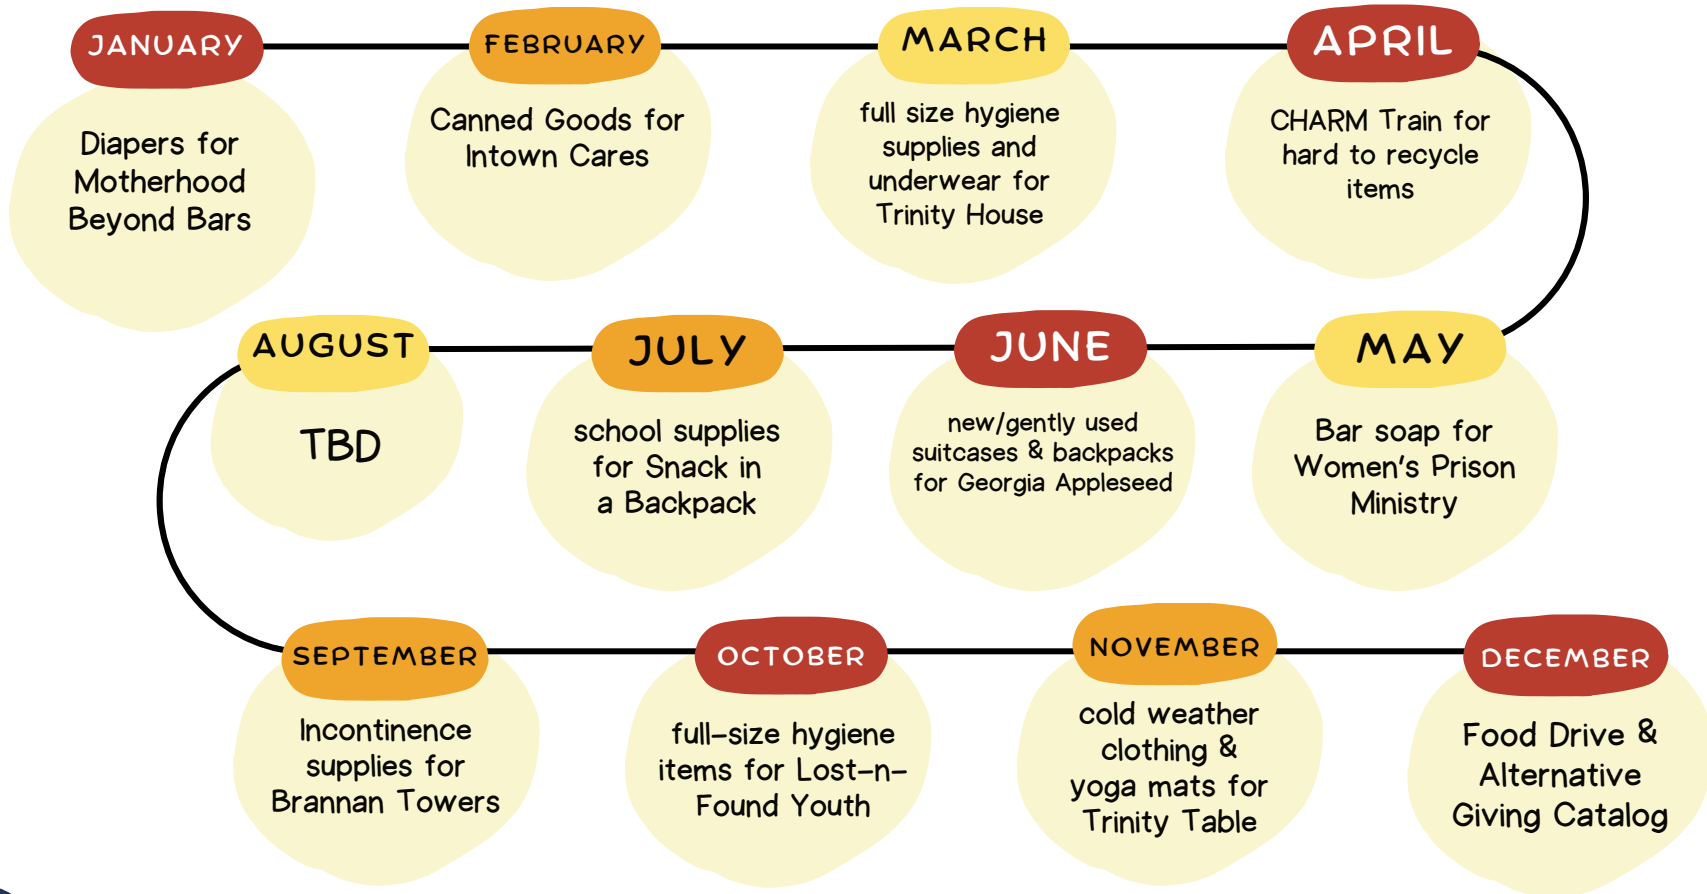 JANUARY
Diapers for
Motherhood
Beyond Bars
FEBRUARY
Canned Goods for
Intown Cares
MARCH
full size hygiene
supplies and
underwear for
Trinity House
APRIL
CHARM Train for
hard to recycle
items
MAY
Bar soap for
Women's Prison
Ministry
JUNE
new/gently used
suitcases & backpacks
for Georgia Appleseed
JULY
school supplies
for Snack in
a Backpack
AUGUST
TBD
SEPTEMBER
Incontinence
supplies for
Brannan Towers
OCTOBER
full-size hygiene
items for Lost-n-
Found Youth
NOVEMBER
cold weather
clothing &
yoga mats for
Trinity Table
DECEMBER
Food Drive &
Alternative
Giving Catalog